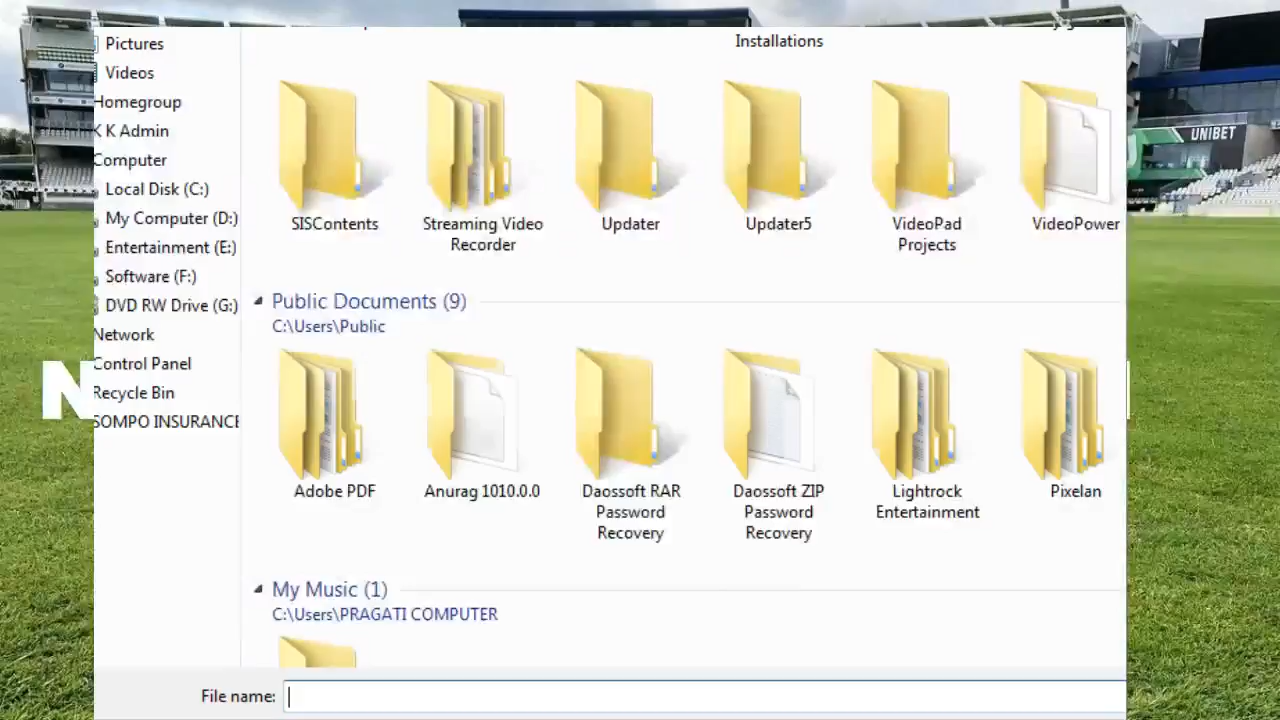 Pictures
Videos
Homegroup
K K Admin
Computer
Local Disk (C:)
My Computer (D:)
Entertainment (E:)
Software (F:)
DVD RW Drive (G:)
Network
Control Panel
Recycle Bin
SOMPO INSURANCE
Installations
SISContents
Streaming Video
Recorder
Updater
Updater5
VideoPad
Projects
VideoPower
Public Documents (9)
C:\Users\Public
Adobe PDF
Anurag 1010.0.0
Daossoft RAR
Password
Recovery
Daossoft ZIP
Password
Recovery
Lightrock
Entertainment
Pixelan
My Music (1)
C:\Users\PRAGATI COMPUTER
File name:
UNIBET
N